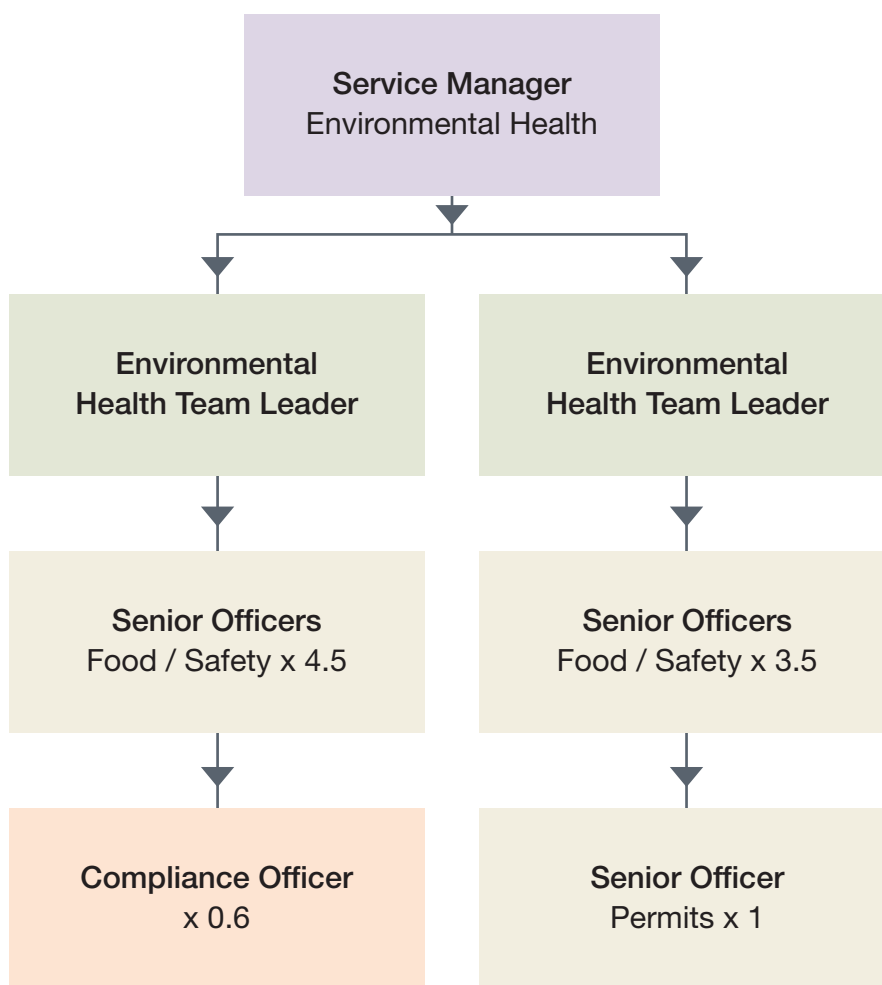 Service Manager
Environmental Health
Environmental
Health Team Leader
Environmental
Health Team Leader
Senior Officers
Food / Safety x 4.5
Senior Officers
Food / Safety x 3.5
Compliance Officer
x 0.6
Senior Officer
Permits x 1